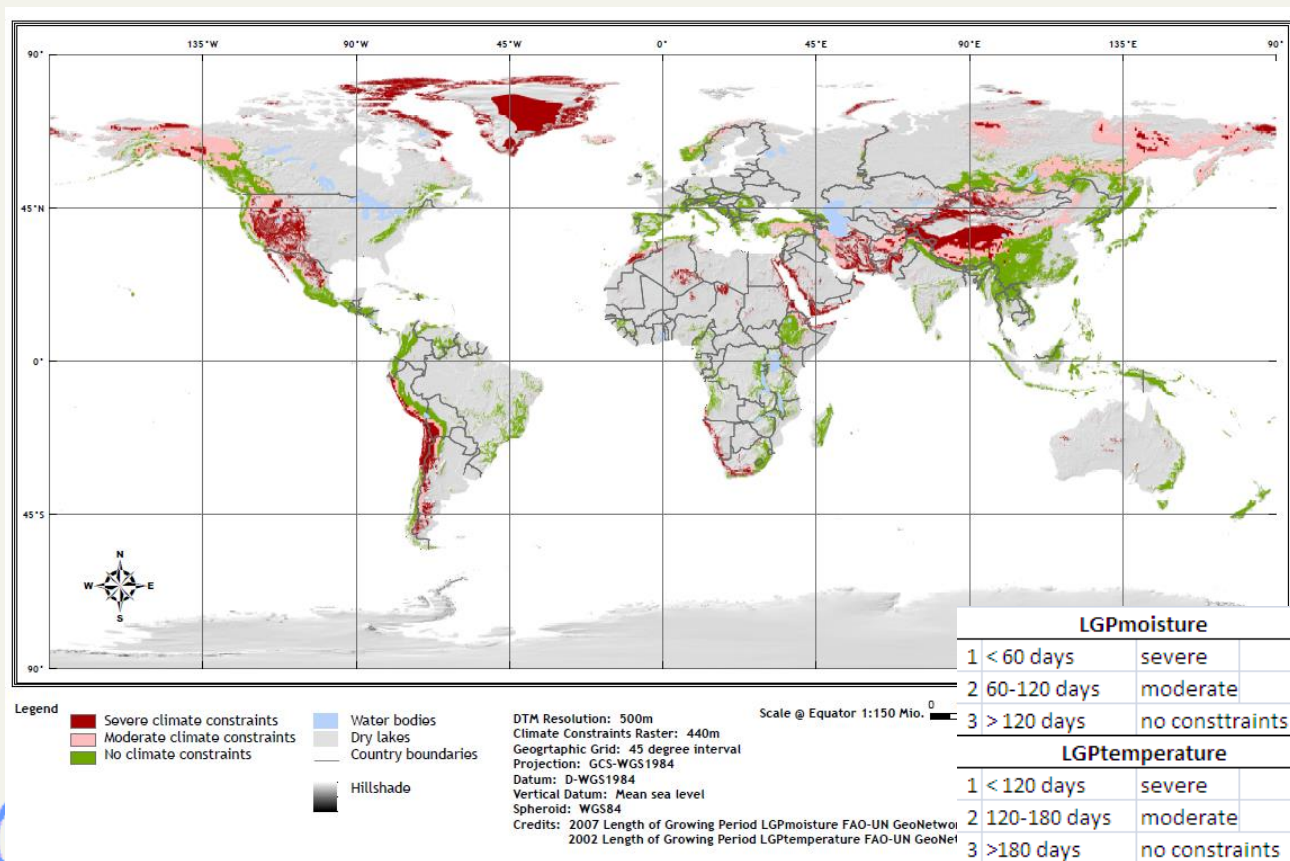 135°W 90°W 45°W 0° 45°E 90°E 135°E 90°
90°
45°N
0°
45°S
90°
N
W E
S
Legend
Severe climate constraints
Moderate climate constraints
No climate constraints
Water bodies
Dry lakes
Country boundaries
Hillshade
DTM Resolution: 500m
Climate Constraints Raster: 440m
Geogrtaphic Grid: 45 degree interval
Projection: GCS-WGS1984
Datum: D-WGS1984
Vertical Datum: Mean sea level
Spheroid: WGS84
Credits: 2007 Length of Growing Period LGPmoisture FAO-UN GeoNetwo
2002 Length of Growing Period LGPtemperature FAO-UN GeoNet
Scale @ Equator 1:150 Mio.
0
LGPmoisture
1 < 60 days severe
2 60-120 days moderate
3 > 120 days no consttraints
LGPtemperature
1 < 120 days severe
2 120-180 days moderate
3 >180 days no constraints